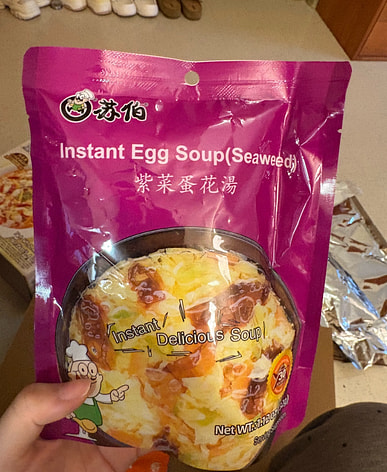 苏伯
Instant Egg Soup(Seaweed)
紫菜蛋花湯
Instant
Delicious Soup